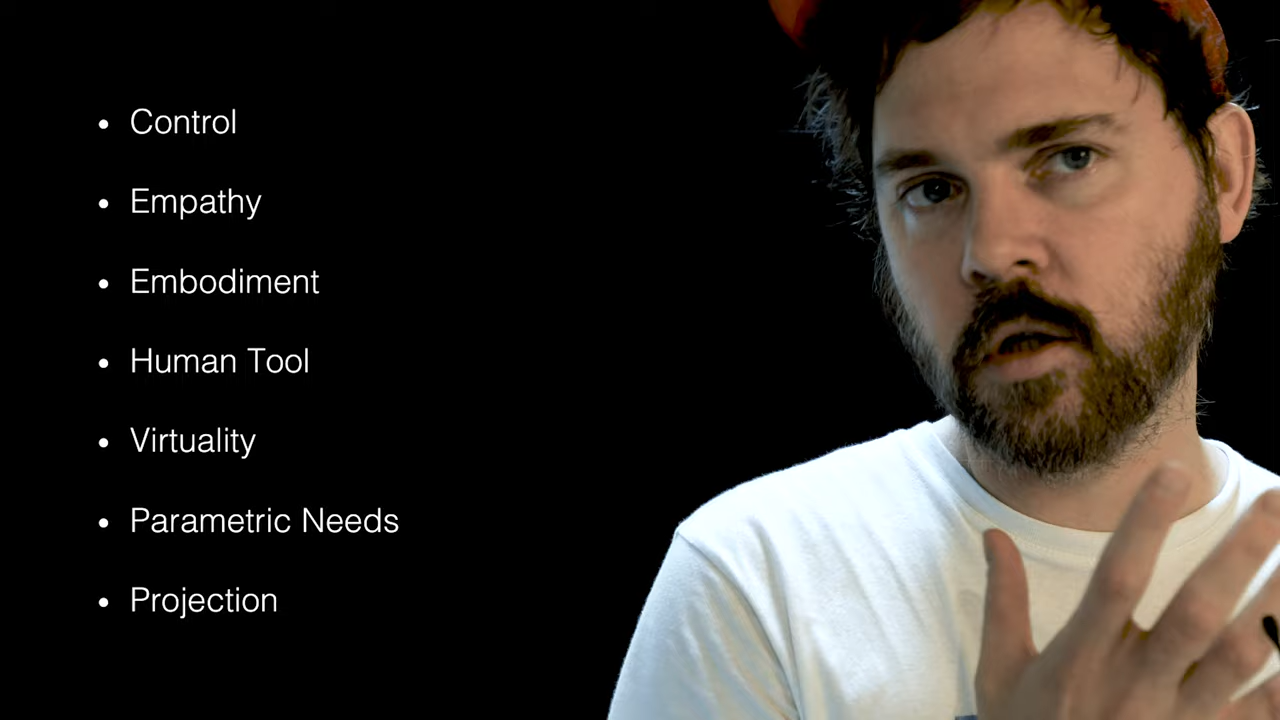 • Control
• Empathy
• Embodiment
• Human Tool
• Virtuality
• Parametric Needs
• Projection